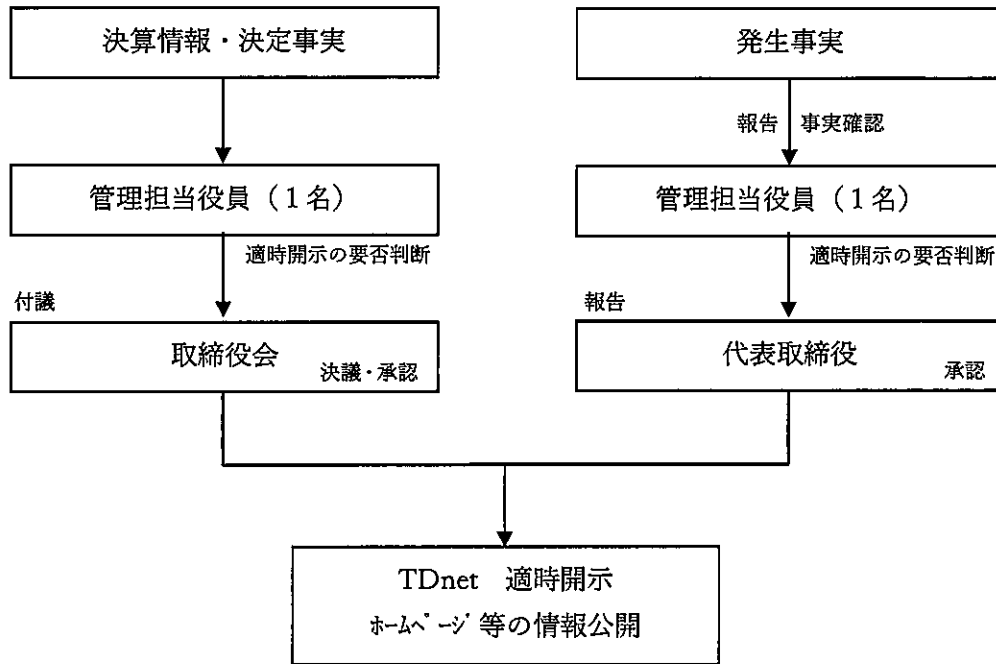 決算情報・決定事実
発生事実
報告 事実確認
管理担当役員（１名）
管理担当役員（１名）
適時開示の要否判断
適時開示の要否判断
付議
報告
取締役会
決議・承認
代表取締役
承認
TDnet　適時開示
ﾎｰﾑﾍﾟｰｼﾞ等の情報公開